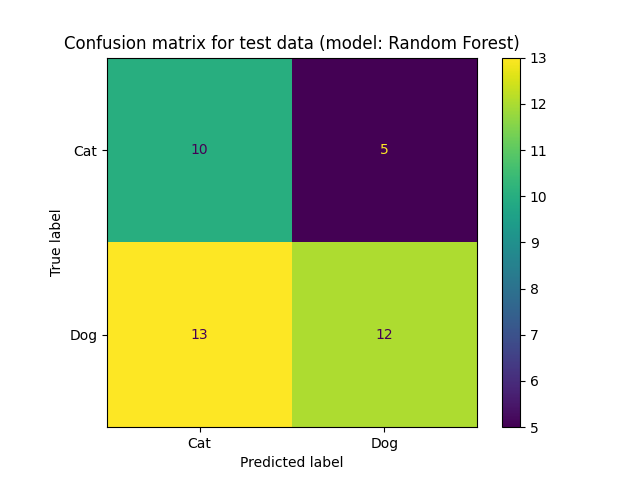 Confusion matrix for test data (model: Random Forest)
True label
Cat
10
5
Dog
13
12
Cat
Dog
Predicted label
13
12
11
10
9
8
7
6
5